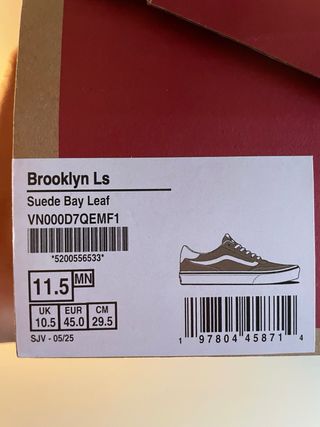 Brooklyn Ls
Suede Bay Leaf
VN000D7QEMF1
*5200556533*
11.5 MN
UK EUR CM
10.5 45.0 29.5
SJV - 05/25
1 97804 45871 4